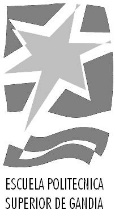 ESCUELA POLITECNICA
SUPERIOR DE GANDIA